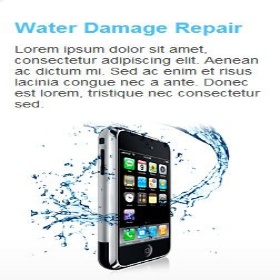 Water Damage Repair
Lorem ipsum dolor sit amet,
consectetur adipiscing elit. Aenean
ac dictum mi. Sed ac enim et risus
lacinia congue nec a ante. Donec
est lorem, tristique nec consectetur
sed.